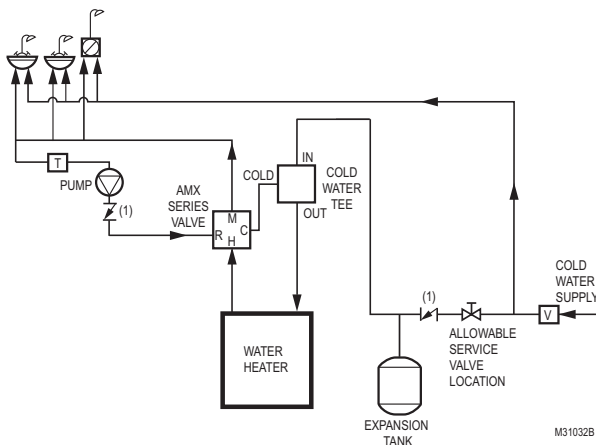 T
PUMP
(1)
AMX
SERIES
VALVE
M
R
C
H
COLD
IN
COLD
WATER
TEE
OUT
WATER
HEATER
(1)
ALLOWABLE
SERVICE
VALVE
LOCATION
EXPANSION
TANK
COLD
WATER
SUPPLY
V
M31032B